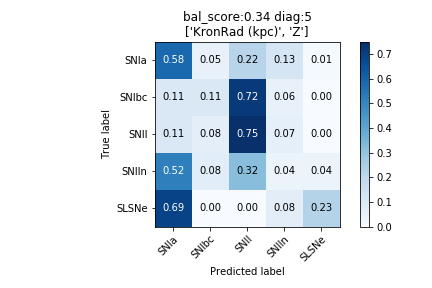 bal_score:0.34 diag:5
['KronRad (kpc)', 'Z']
True label
SNIa 0.58 0.05 0.22 0.13 0.01
SNIbc 0.11 0.11 0.72 0.06 0.00
SNII 0.11 0.08 0.75 0.07 0.00
SNIIn 0.52 0.08 0.32 0.04 0.04
SLSNe 0.69 0.00 0.00 0.08 0.23
SNIa SNIbc SNII SNIIn SLSNe
Predicted label
0.7
0.6
0.5
0.4
0.3
0.2
0.1
0.0